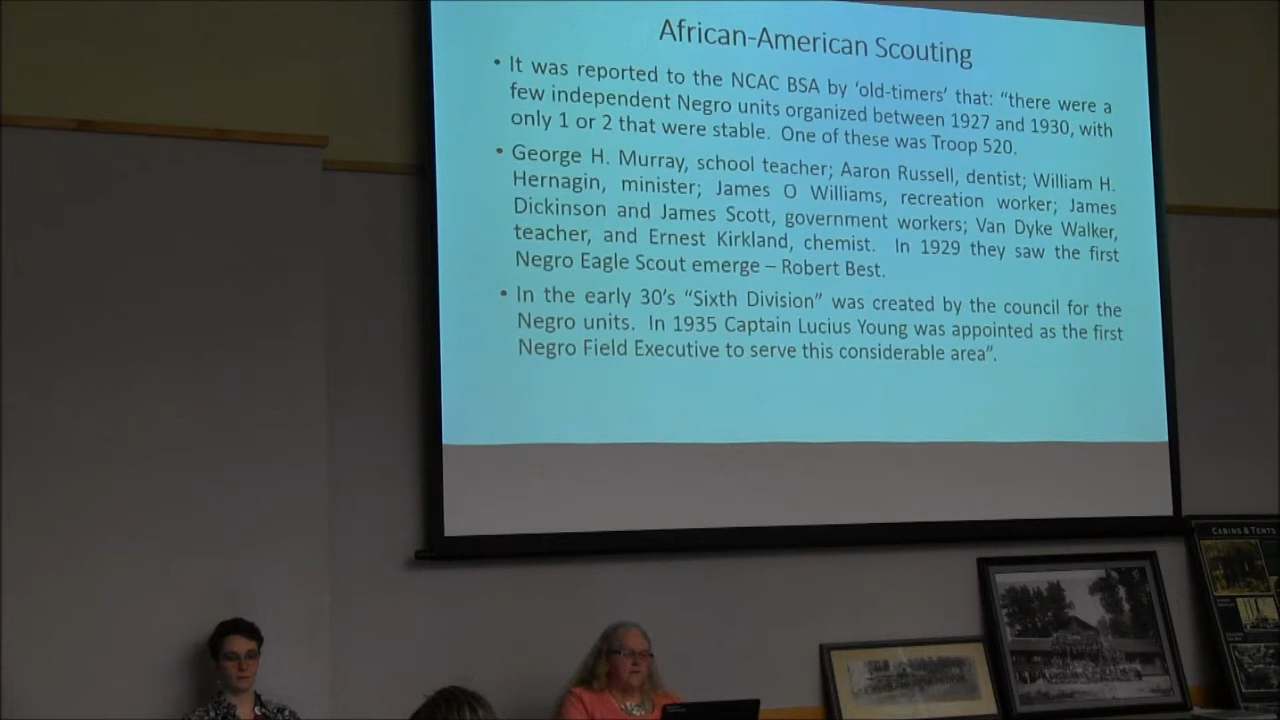 African-American Scouting
• It was reported to the NCAC BSA by ‘old-timers’ that: “there were a
few independent Negro units organized between 1927 and 1930, with
only 1 or 2 that were stable. One of these was Troop 520.
• George H. Murray, school teacher; Aaron Russell, dentist; William H.
Hernagin, minister; James O Williams, recreation worker; James
Dickinson and James Scott, government workers; Van Dyke Walker,
teacher, and Ernest Kirkland, chemist. In 1929 they saw the first
Negro Eagle Scout emerge – Robert Best.
• In the early 30’s “Sixth Division” was created by the council for the
Negro units. In 1935 Captain Lucius Young was appointed as the first
Negro Field Executive to serve this considerable area”.
CABINS & TENTS